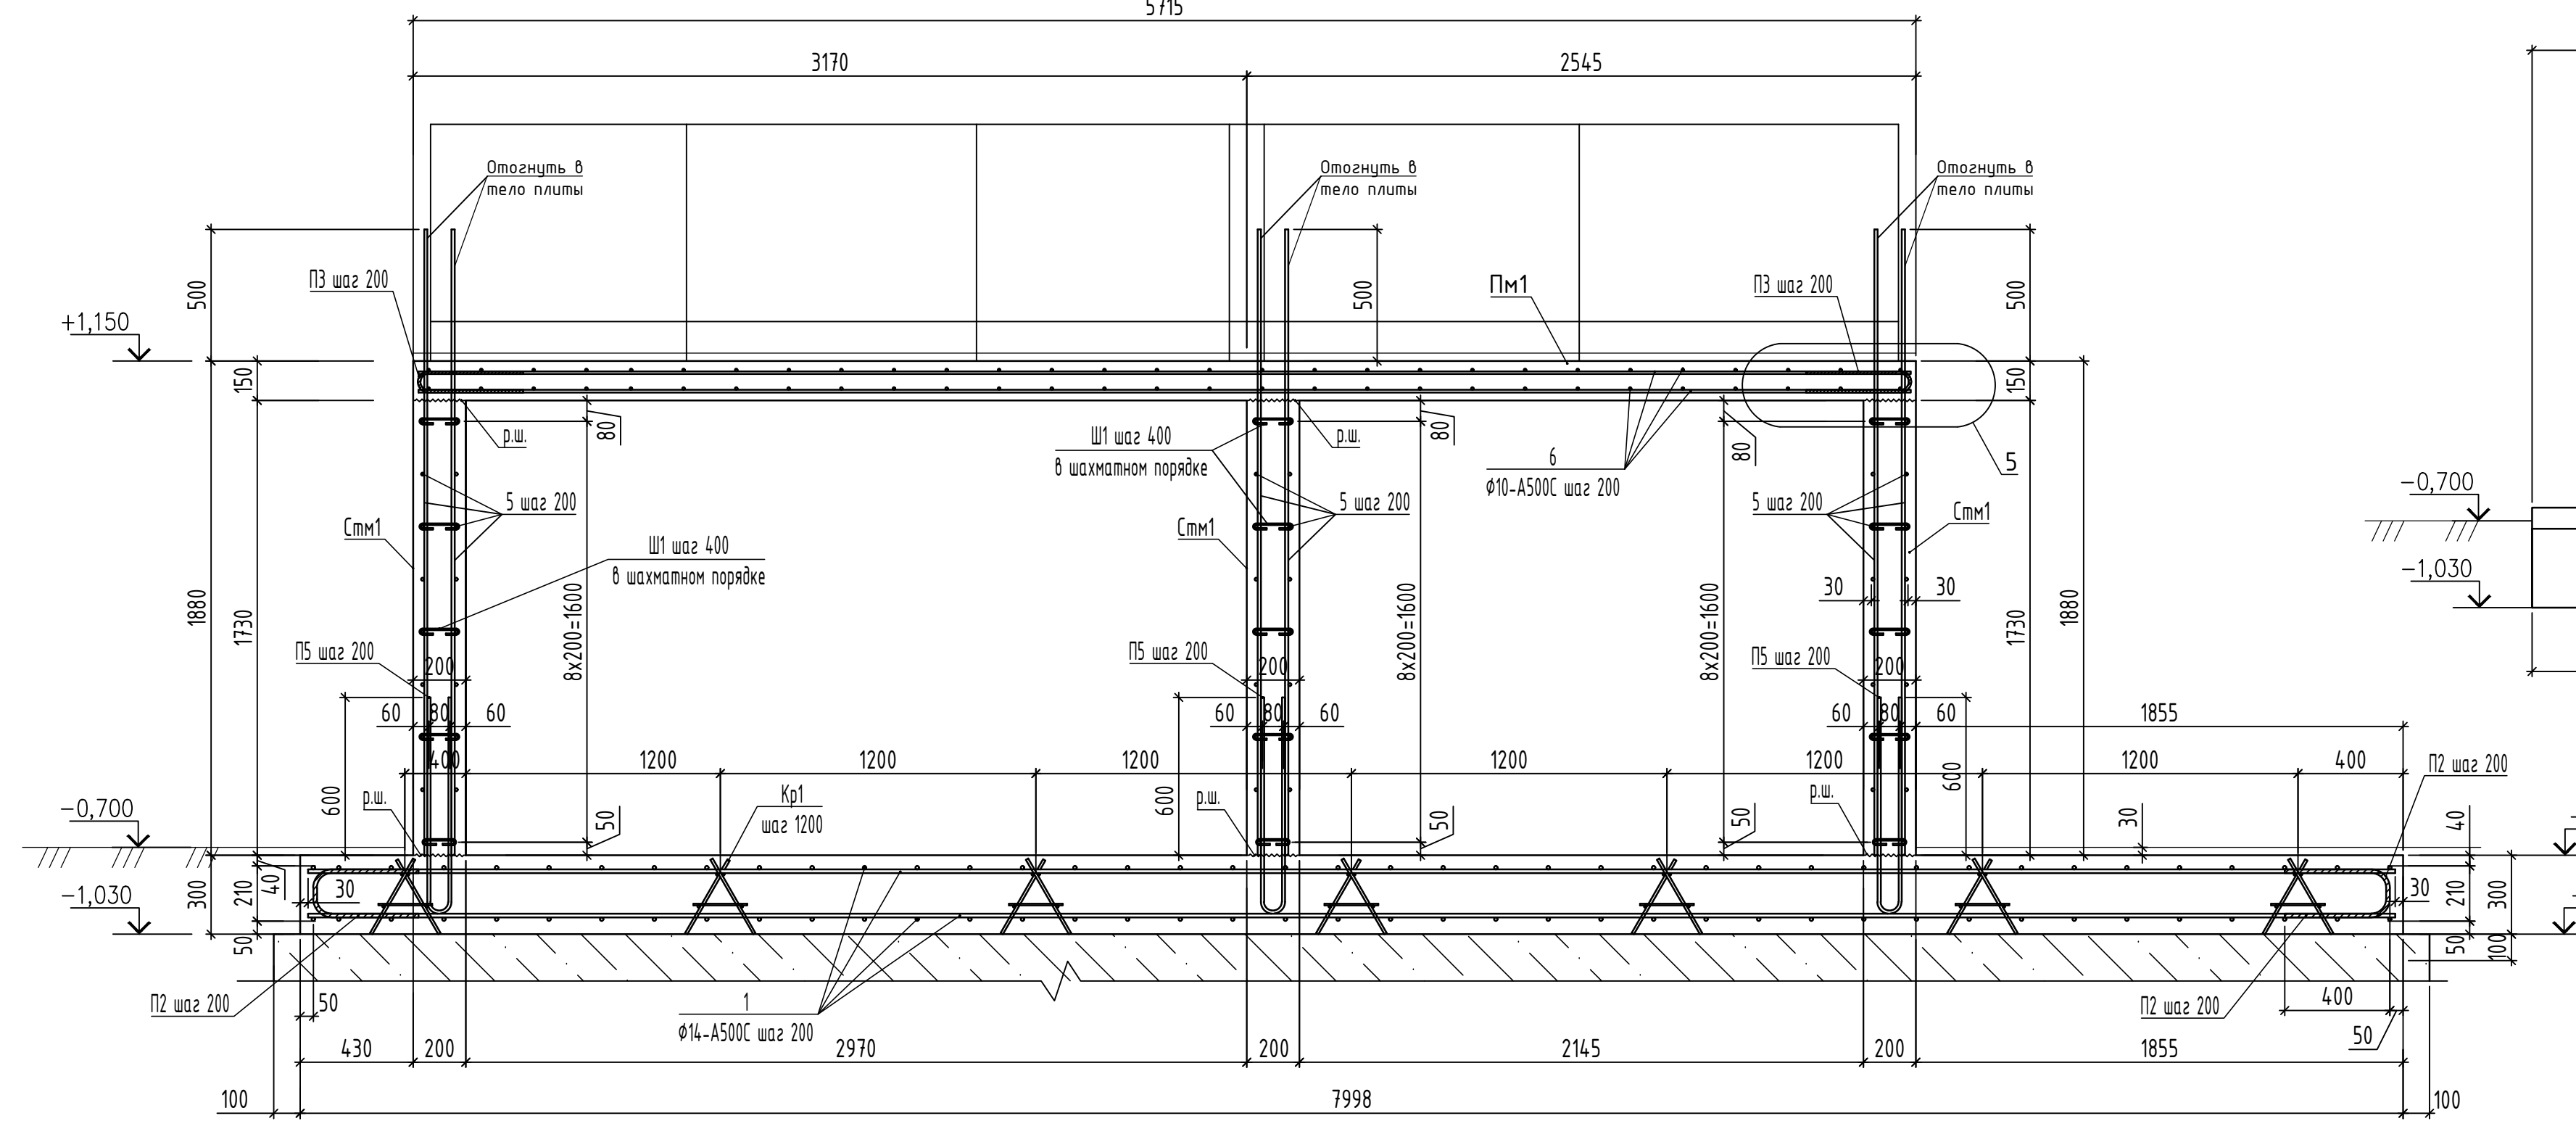 5715
3170
2545
Отогнуть в
тело плиты
Отогнуть в
тело плиты
Отогнуть в
тело плиты
500
П3 шаг 200
500
Пм1
П3 шаг 200
500
+1,150
150
150
80
р.ш.
80
р.ш.
80
Ш1 шаг 400
в шахматном порядке
6
Ф10-А500С шаг 200
5
-0,700
-1,030
5 шаг 200
5 шаг 200
5 шаг 200
Стм1
Стм1
Стм1
Ш1 шаг 400
в шахматном порядке
30
30
1880
1730
8х200=1600
8х200=1600
8х200=1600
1730
1880
П5 шаг 200
П5 шаг 200
П5 шаг 200
200
200
200
60
80
60
60
80
60
60
80
60
1855
400
1200
1200
1200
1200
1200
1200
400
П2 шаг 200
600
р.ш.
Кр1
шаг 1200
600
р.ш.
р.ш.
600
50
50
50
30
40
-0,700
-1,030
300
210
40
30
50
30
210
300
50
100
П2 шаг 200
50
1
Ф14-А500С шаг 200
П2 шаг 200
400
50
430
200
2970
200
2145
200
1855
100
7998
100